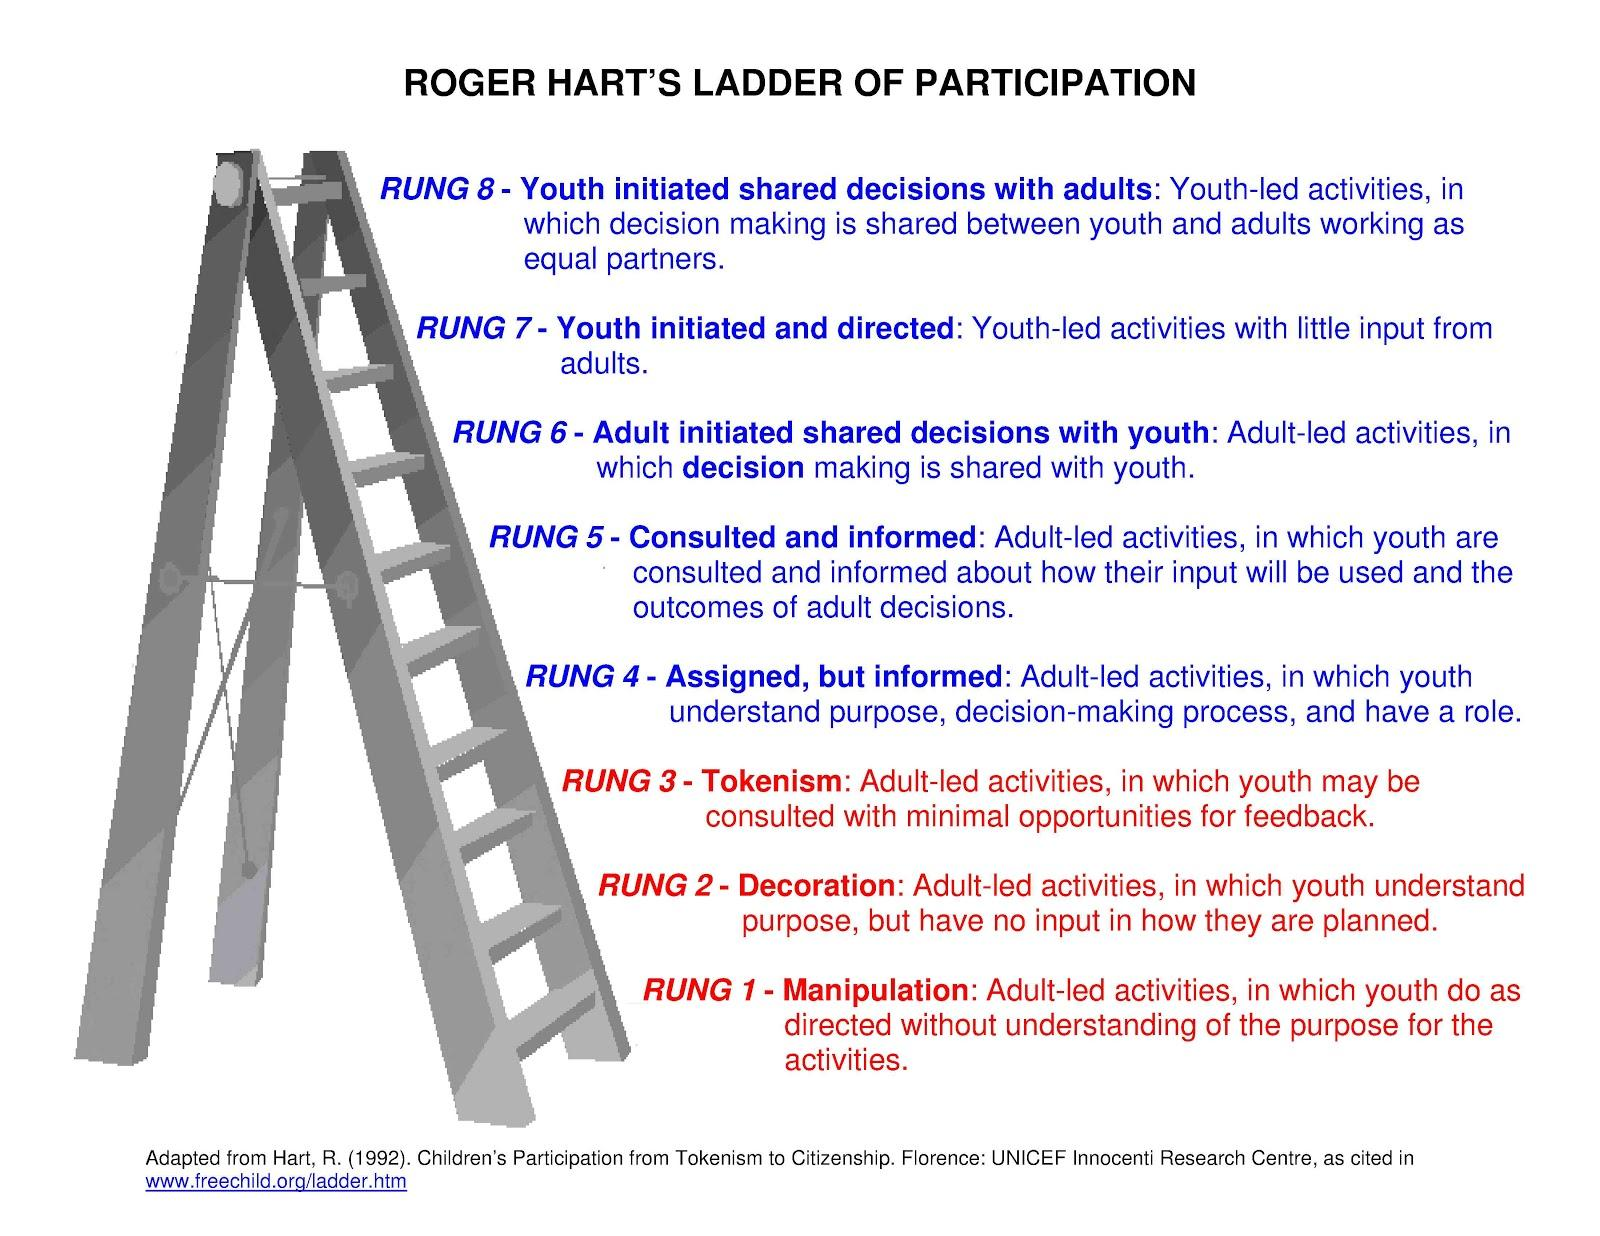 ROGER HART’S LADDER OF PARTICIPATION
RUNG 8 - Youth initiated shared decisions with adults: Youth-led activities, in
which decision making is shared between youth and adults working as
equal partners.
RUNG 7 - Youth initiated and directed: Youth-led activities with little input from
adults.
RUNG 6 - Adult initiated shared decisions with youth: Adult-led activities, in
which decision making is shared with youth.
RUNG 5 - Consulted and informed: Adult-led activities, in which youth are
consulted and informed about how their input will be used and the
outcomes of adult decisions.
RUNG 4 - Assigned, but informed: Adult-led activities, in which youth
understand purpose, decision-making process, and have a role.
RUNG 3 - Tokenism: Adult-led activities, in which youth may be
consulted with minimal opportunities for feedback.
RUNG 2 - Decoration: Adult-led activities, in which youth understand
purpose, but have no input in how they are planned.
RUNG 1 - Manipulation: Adult-led activities, in which youth do as
directed without understanding of the purpose for the
activities.
Adapted from Hart, R. (1992). Children’s Participation from Tokenism to Citizenship. Florence: UNICEF Innocenti Research Centre, as cited in
www.freechild.org/ladder.htm